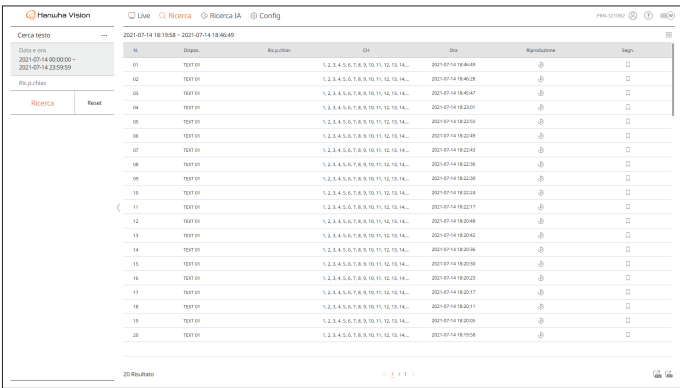 Hanwha Vision
Live Ricerca Ricerca IA Config
PRN-3210B2
Cerca testo ...
2021-07-14 18:19:58 ~ 2021-07-14 18:46:49
Data e ora
2021-07-14 00:00:00 ~
2021-07-14 23:59:59
Ric.p.chiav
Ricerca Reset
N. Dispos. Ric.p.chiav CH Ora Riproduzione Segn.
01 TEXT 01 1, 2, 3, 4, 5, 6, 7, 8, 9, 10, 11, 12, 13, 14,... 2021-07-14 18:46:49
02 TEXT 01 1, 2, 3, 4, 5, 6, 7, 8, 9, 10, 11, 12, 13, 14,... 2021-07-14 18:46:28
03 TEXT 01 1, 2, 3, 4, 5, 6, 7, 8, 9, 10, 11, 12, 13, 14,... 2021-07-14 18:45:47
04 TEXT 01 1, 2, 3, 4, 5, 6, 7, 8, 9, 10, 11, 12, 13, 14,... 2021-07-14 18:23:01
05 TEXT 01 1, 2, 3, 4, 5, 6, 7, 8, 9, 10, 11, 12, 13, 14,... 2021-07-14 18:22:55
06 TEXT 01 1, 2, 3, 4, 5, 6, 7, 8, 9, 10, 11, 12, 13, 14,... 2021-07-14 18:22:49
07 TEXT 01 1, 2, 3, 4, 5, 6, 7, 8, 9, 10, 11, 12, 13, 14,... 2021-07-14 18:22:43
08 TEXT 01 1, 2, 3, 4, 5, 6, 7, 8, 9, 10, 11, 12, 13, 14,... 2021-07-14 18:22:36
09 TEXT 01 1, 2, 3, 4, 5, 6, 7, 8, 9, 10, 11, 12, 13, 14,... 2021-07-14 18:22:30
10 TEXT 01 1, 2, 3, 4, 5, 6, 7, 8, 9, 10, 11, 12, 13, 14,... 2021-07-14 18:22:24
11 TEXT 01 1, 2, 3, 4, 5, 6, 7, 8, 9, 10, 11, 12, 13, 14,... 2021-07-14 18:22:17
12 TEXT 01 1, 2, 3, 4, 5, 6, 7, 8, 9, 10, 11, 12, 13, 14,... 2021-07-14 18:20:48
13 TEXT 01 1, 2, 3, 4, 5, 6, 7, 8, 9, 10, 11, 12, 13, 14,... 2021-07-14 18:20:42
14 TEXT 01 1, 2, 3, 4, 5, 6, 7, 8, 9, 10, 11, 12, 13, 14,... 2021-07-14 18:20:36
15 TEXT 01 1, 2, 3, 4, 5, 6, 7, 8, 9, 10, 11, 12, 13, 14,... 2021-07-14 18:20:30
16 TEXT 01 1, 2, 3, 4, 5, 6, 7, 8, 9, 10, 11, 12, 13, 14,... 2021-07-14 18:20:23
17 TEXT 01 1, 2, 3, 4, 5, 6, 7, 8, 9, 10, 11, 12, 13, 14,... 2021-07-14 18:20:17
18 TEXT 01 1, 2, 3, 4, 5, 6, 7, 8, 9, 10, 11, 12, 13, 14,... 2021-07-14 18:20:11
19 TEXT 01 1, 2, 3, 4, 5, 6, 7, 8, 9, 10, 11, 12, 13, 14,... 2021-07-14 18:20:05
20 TEXT 01 1, 2, 3, 4, 5, 6, 7, 8, 9, 10, 11, 12, 13, 14,... 2021-07-14 18:19:58
20 Risultato < 1 / 1 >